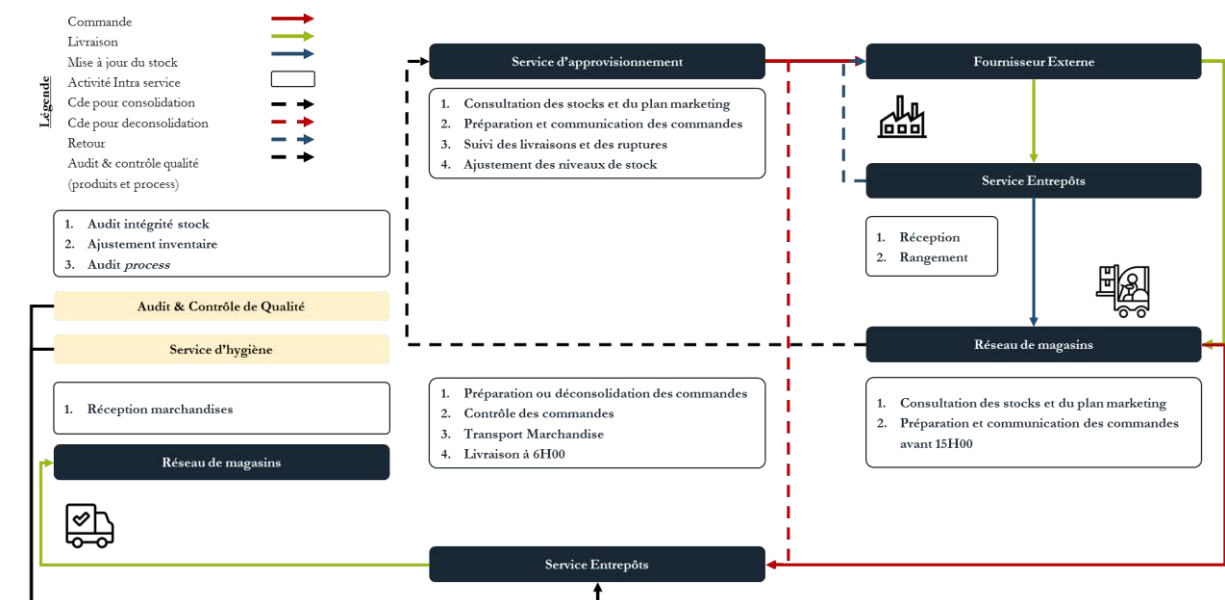 Légende
Commande
Livraison
Mise à jour du stock
Activité Intra service
Cde pour consolidation
Cde pour deconsolidation
Retour
Audit & contrôle qualité
(produits et process)
1. Audit intégrité stock
2. Ajustement inventaire
3. Audit process
Audit & Contrôle de Qualité
Service d'hygiène
1. Réception marchandises
Réseau de magasins
Service d'approvisionnement
1. Consultation des stocks et du plan marketing
2. Préparation et communication des commandes
3. Suivi des livraisons et des ruptures
4. Ajustement des niveaux de stock
1. Préparation ou déconsolidation des commandes
2. Contrôle des commandes
3. Transport Marchandise
4. Livraison à 6H00
Service Entrepôts
Fournisseur Externe
Service Entrepôts
1. Réception
2. Rangement
Réseau de magasins
1. Consultation des stocks et du plan marketing
2. Préparation et communication des commandes
avant 15H00